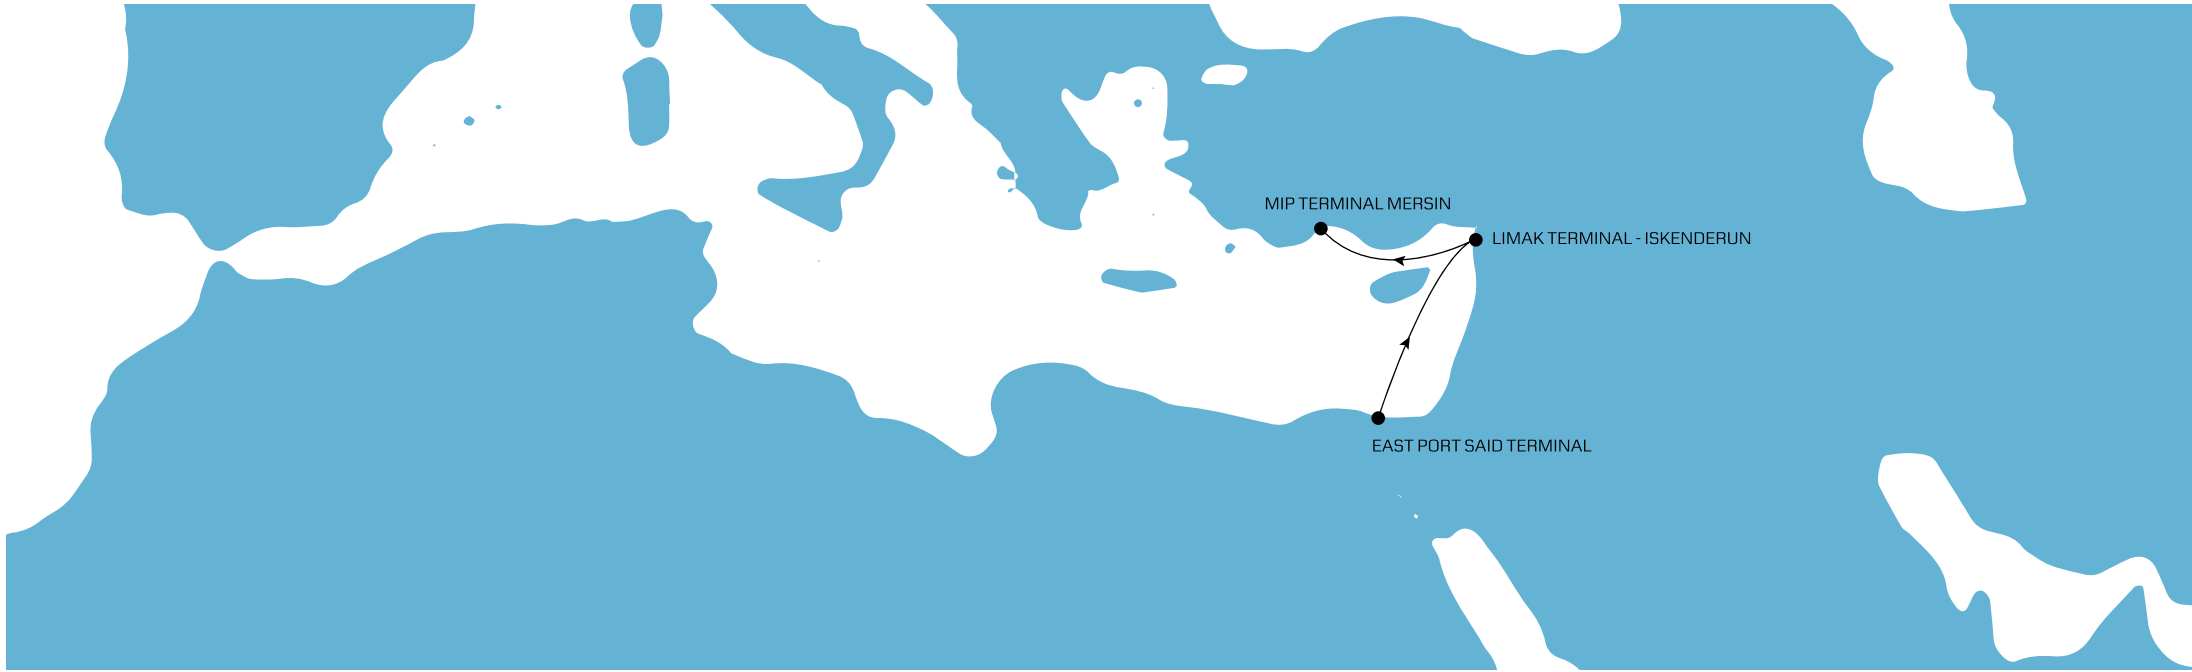 MIP TERMINAL MERSIN
LIMAK TERMINAL - ISKENDERUN
EAST PORT SAID TERMINAL